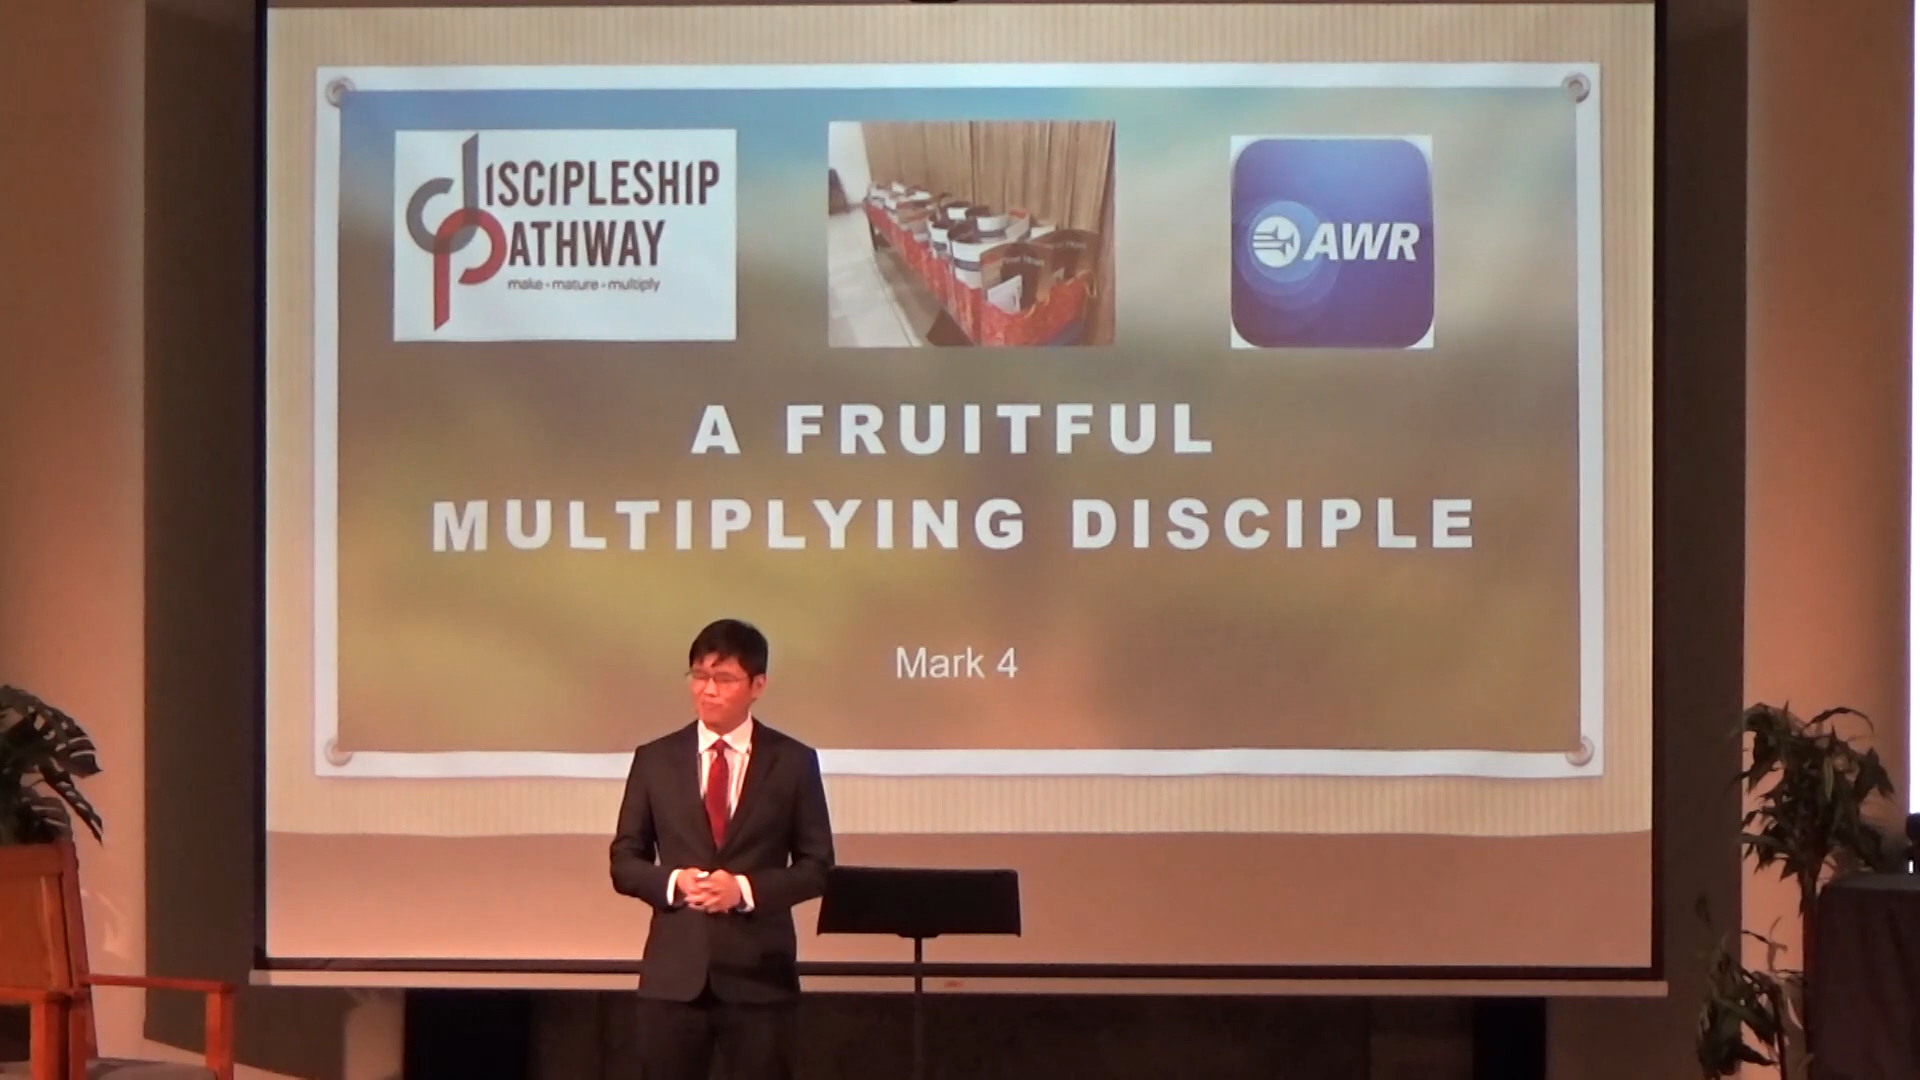 DISCIPLESHIP
PATHWAY
make • mature • multiply
AWR
A FRUITFUL
MULTIPLYING DISCIPLE
Mark 4